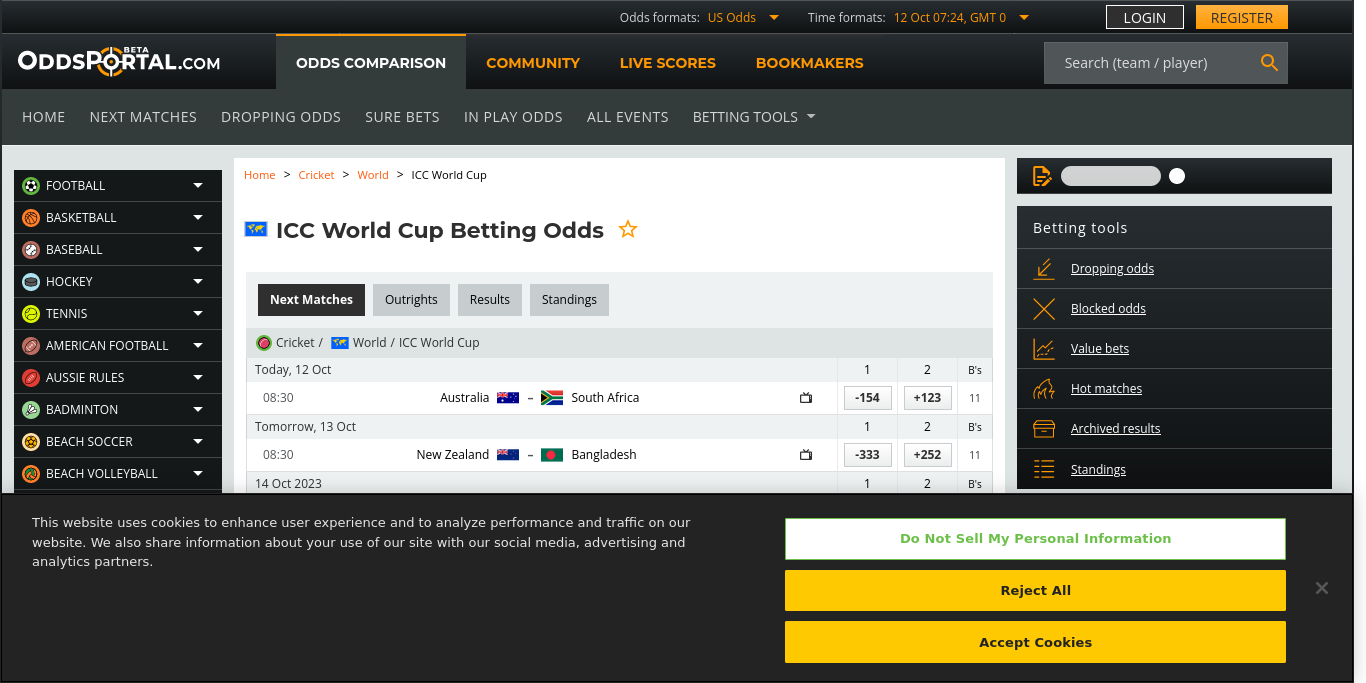 Odds formats: US Odds Time formats: 12 Oct 07:24, GMT 0 LOGIN REGISTER
ODDSPORTAL.COM BETA ODDS COMPARISON COMMUNITY LIVE SCORES BOOKMAKERS Search (team / player)
HOME NEXT MATCHES DROPPING ODDS SURE BETS IN PLAY ODDS ALL EVENTS BETTING TOOLS
FOOTBALL
BASKETBALL
BASEBALL
HOCKEY
TENNIS
AMERICAN FOOTBALL
AUSSIE RULES
BADMINTON
BEACH SOCCER
BEACH VOLLEYBALL
Home > Cricket > World > ICC World Cup
ICC World Cup Betting Odds
Next Matches Outrights Results Standings
Cricket / World / ICC World Cup
Today, 12 Oct 1 2 B's
08:30 Australia – South Africa -154 +123 11
Tomorrow, 13 Oct 1 2 B's
08:30 New Zealand – Bangladesh -333 +252 11
14 Oct 2023 1 2 B's
Betting tools
Dropping odds
Blocked odds
Value bets
Hot matches
Archived results
Standings
This website uses cookies to enhance user experience and to analyze performance and traffic on our
website. We also share information about your use of our site with our social media, advertising and
analytics partners.
Do Not Sell My Personal Information
Reject All
Accept Cookies